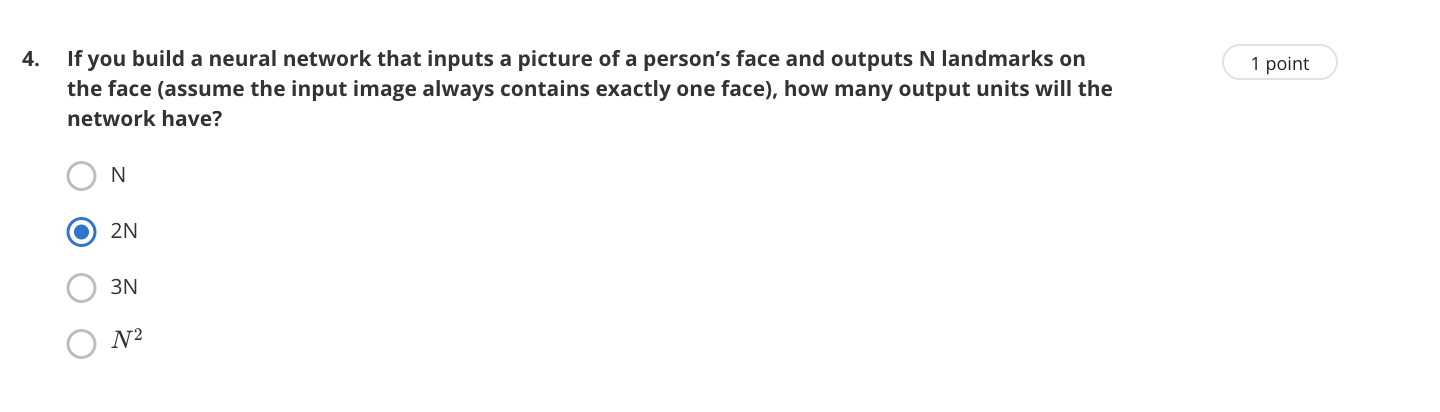 4. If you build a neural network that inputs a picture of a person’s face and outputs N landmarks on
the face (assume the input image always contains exactly one face), how many output units will the
network have?
1 point
N
2N
3N
N²